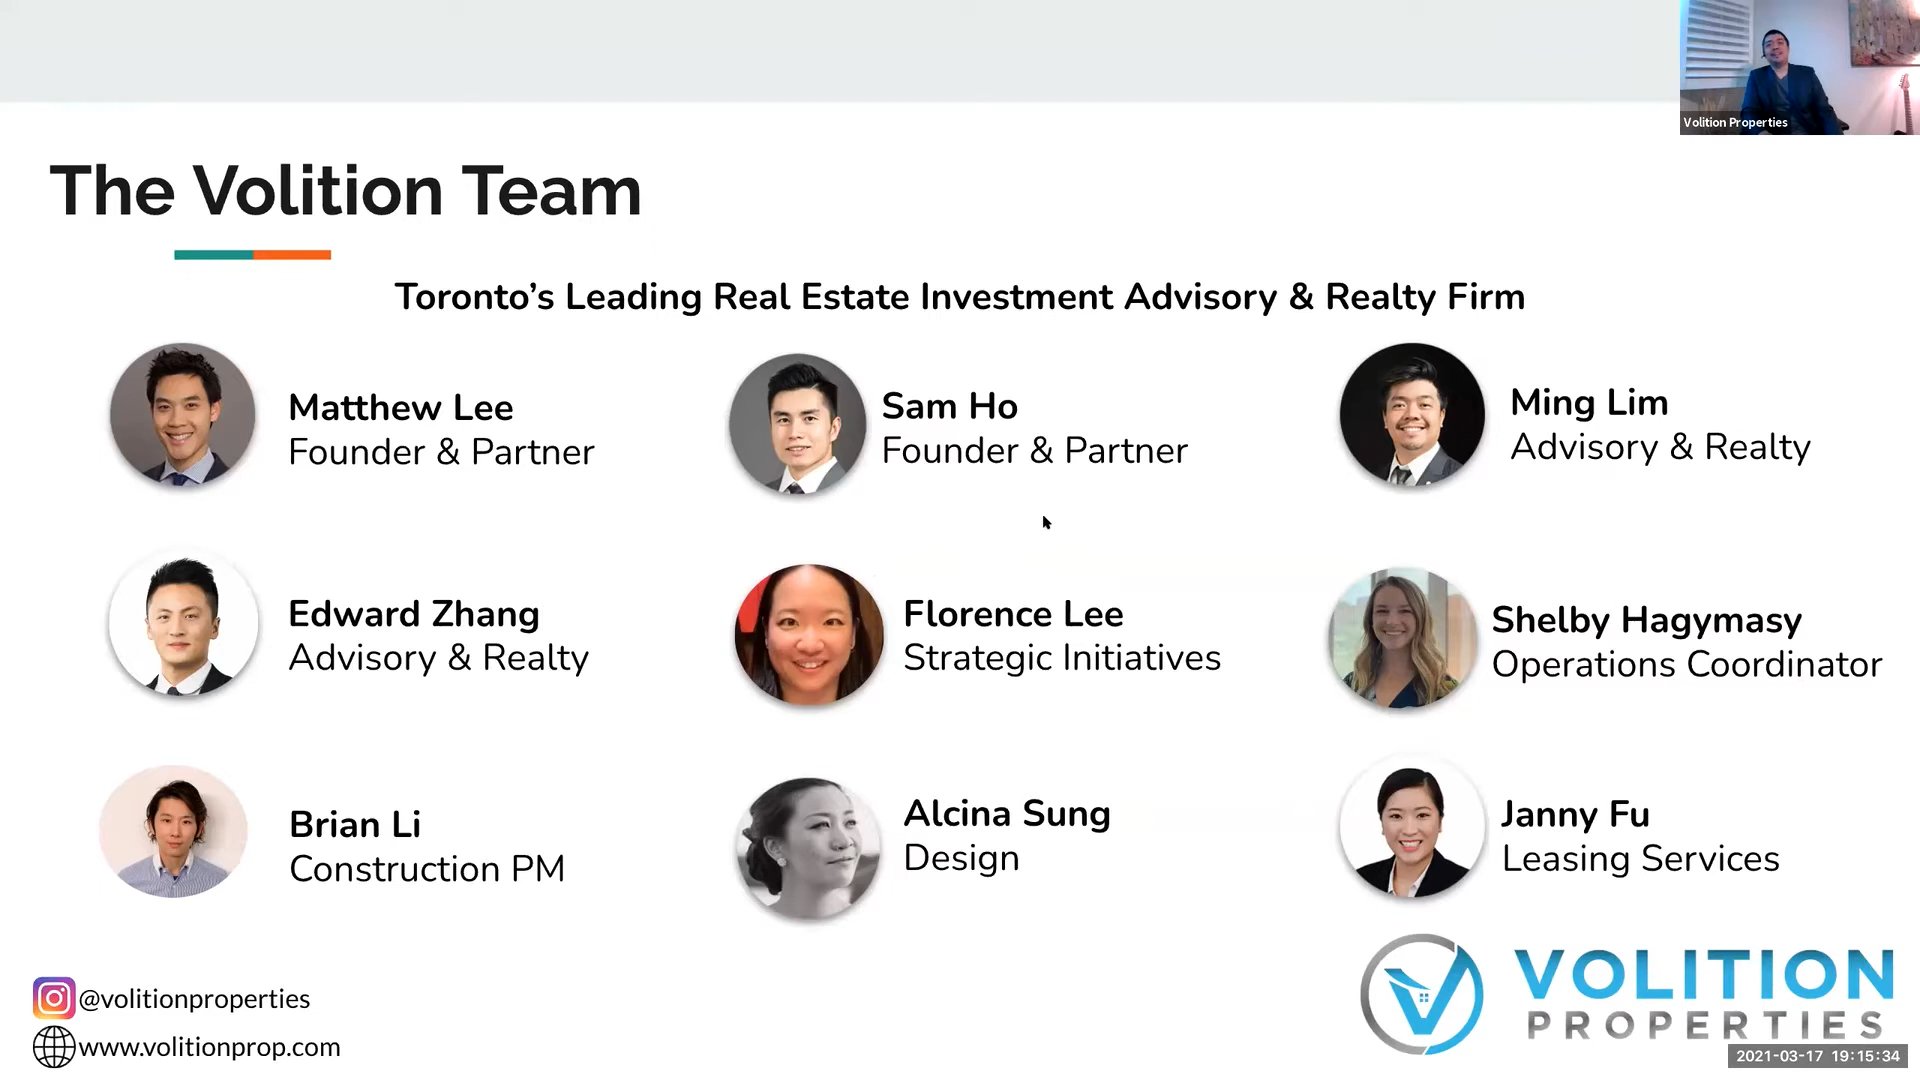 Volition Properties
The Volition Team
Toronto’s Leading Real Estate Investment Advisory & Realty Firm
Matthew Lee
Founder & Partner
Sam Ho
Founder & Partner
Ming Lim
Advisory & Realty
Edward Zhang
Advisory & Realty
Florence Lee
Strategic Initiatives
Shelby Hagymasy
Operations Coordinator
Brian Li
Construction PM
Alcina Sung
Design
Janny Fu
Leasing Services
@volitionproperties
www.volitionprop.com
VOLITION
PROPERTIES
2021-03-17 19:15:34